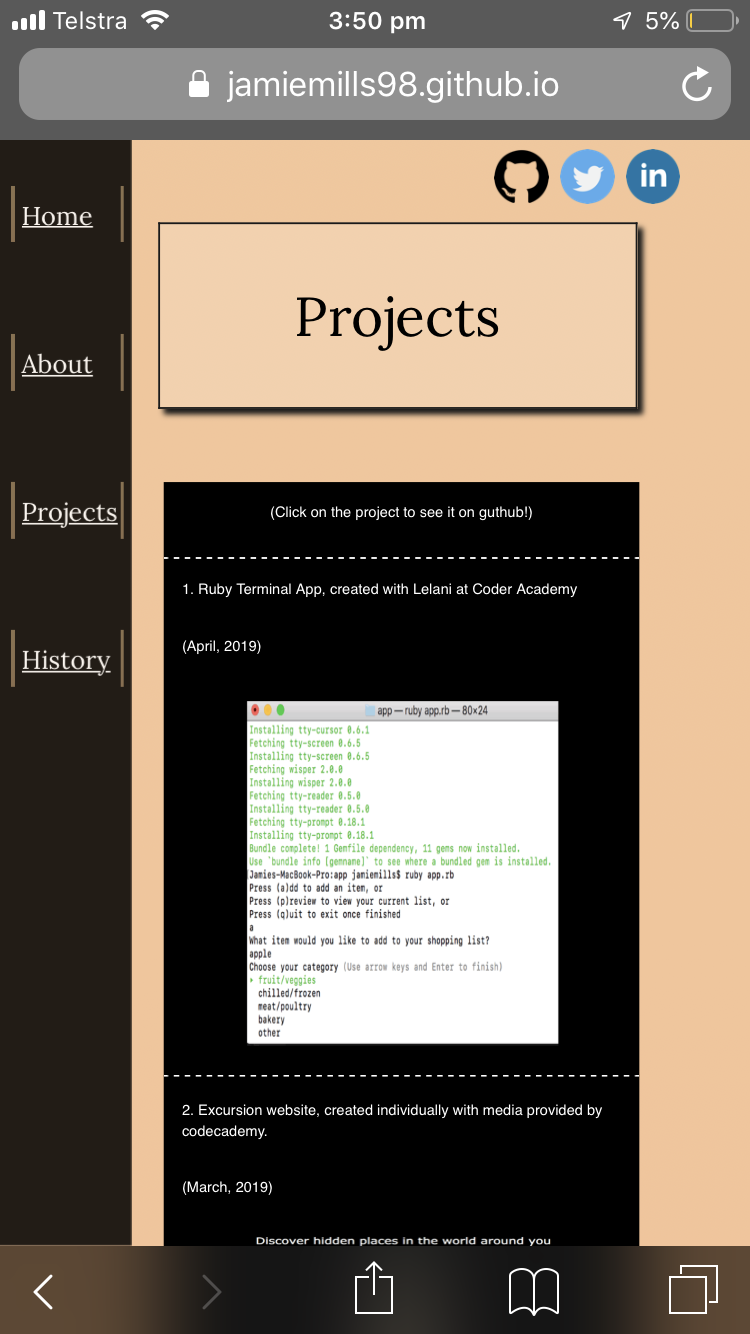 Telstra 3:50 pm 5%
jamiemills98.github.io
in
Home
Projects
About
Projects
History
(Click on the project to see it on guthub!)
1. Ruby Terminal App, created with Lelani at Coder Academy
(April, 2019)
app — ruby app.rb — 80×24
Installing tty-cursor 0.6.1
Fetching tty-screen 0.6.5
Installing tty-screen 0.6.5
Fetching wisper 2.0.0
Installing wisper 2.0.0
Fetching tty-reader 0.5.0
Installing tty-reader 0.5.0
Fetching tty-prompt 0.18.1
Installing tty-prompt 0.18.1
Bundle complete! 1 Gemfile dependency, 11 gems now installed.
Use `bundle info [gemname]` to see where a bundled gem is installed.
Jamies-MacBook-Pro:app jamiemills$ ruby app.rb
Press (a)dd to add an item, or
Press (p)review to view your current list, or
Press (q)uit to exit once finished
a
What item would you like to add to your shopping list?
apple
Choose your category (Use arrow keys and Enter to finish)
‣ fruit/veggies
chilled/frozen
meat/poultry
bakery
other
2. Excursion website, created individually with media provided by
codecademy.
(March, 2019)
Discover hidden places in the world around you